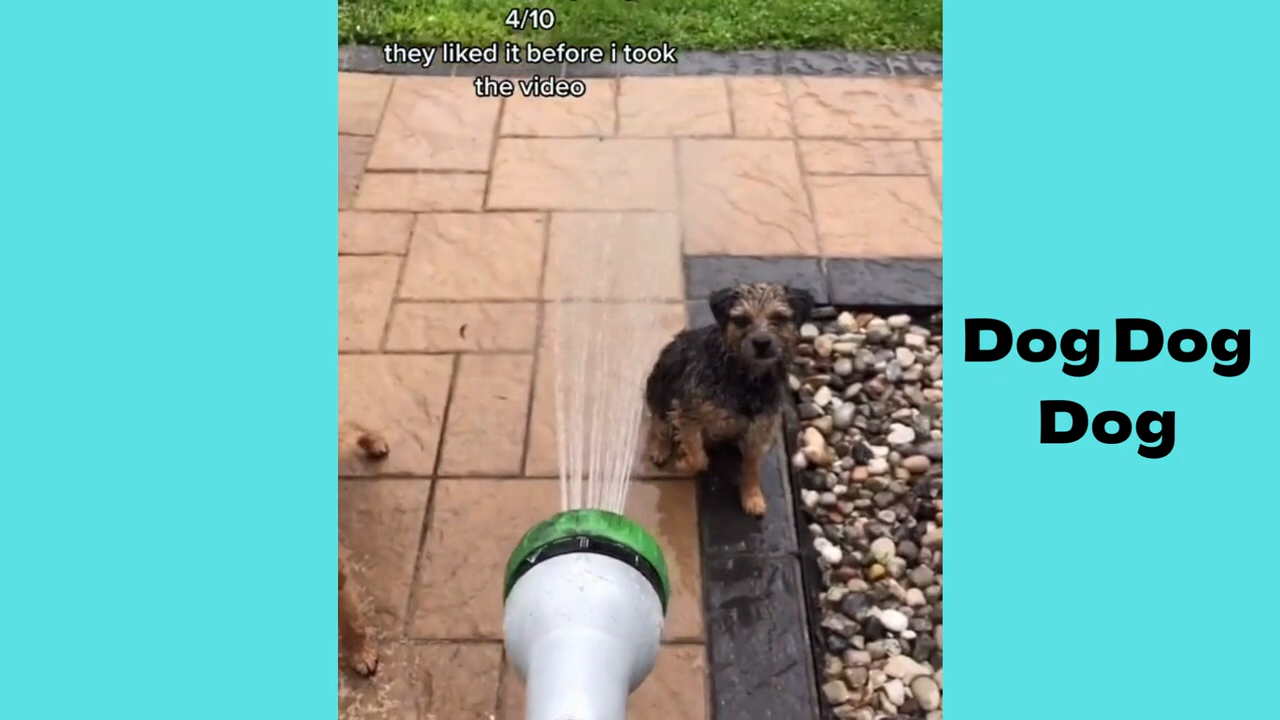 4/10
they liked it before i took
the video
Dog Dog
Dog